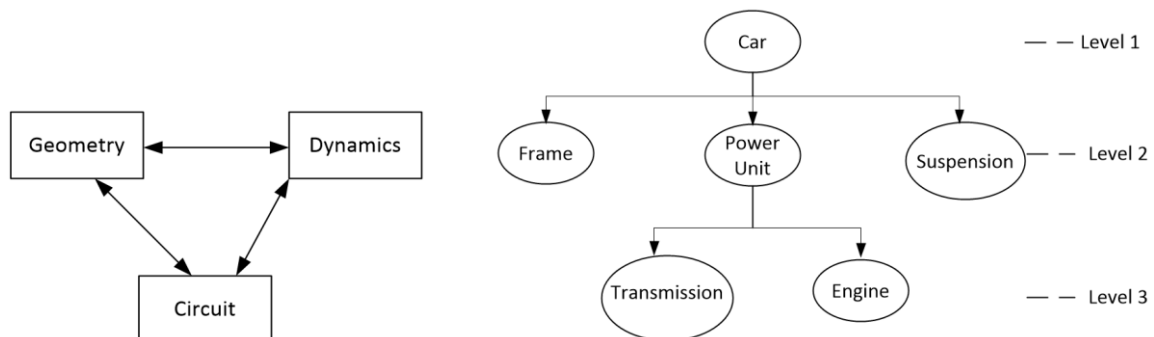 Geometry
Dynamics
Circuit
Car
Level 1
Frame
Power
Unit
Suspension
Level 2
Transmission
Engine
Level 3